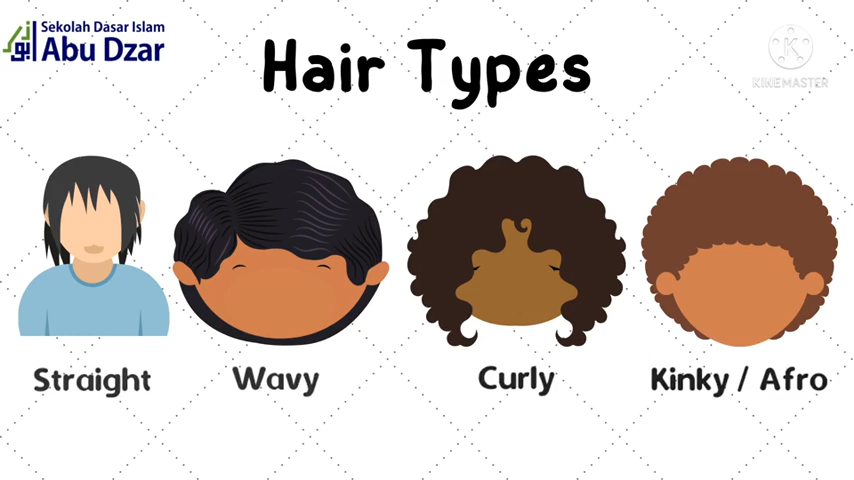 Sekolah Dasar Islam
Abu Dzar
Hair Types
KINEMASTER
Straight
Wavy
Curly
Kinky / Afro